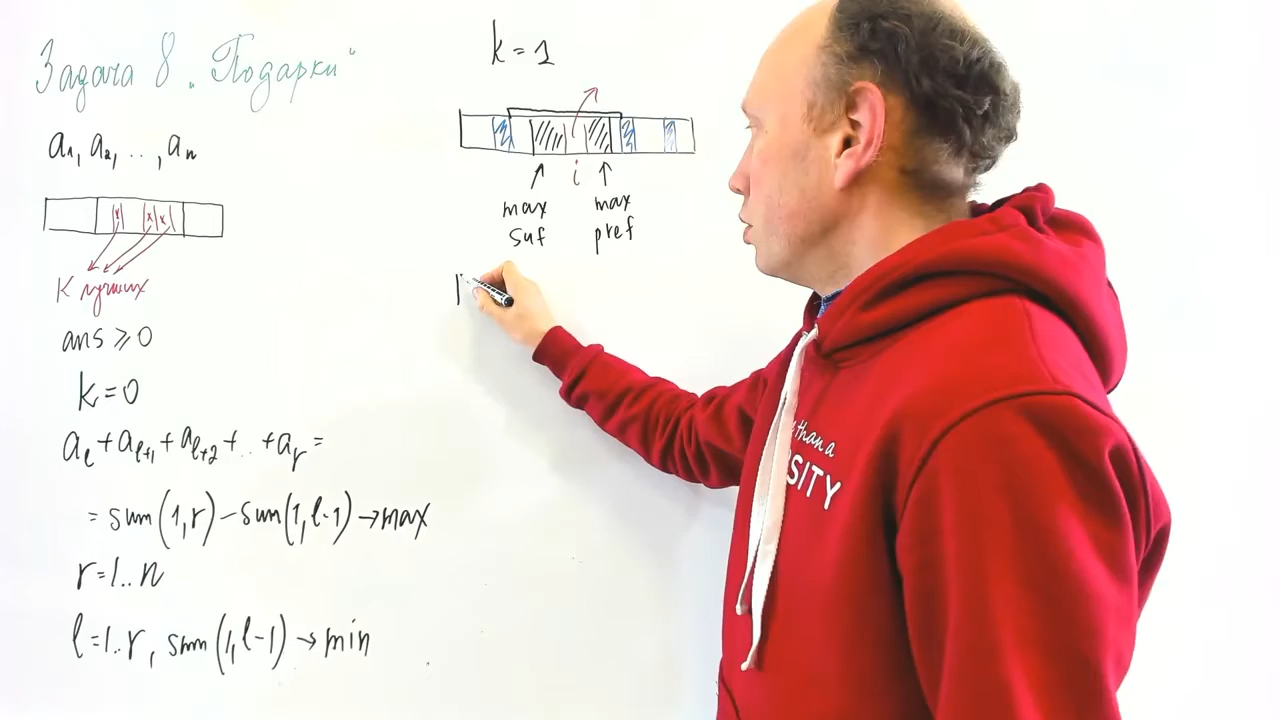 Задача 8 „Подарки“
a₁, a₂, .., aₙ
x x x
K лучших
ans ⩾ 0
k = 0
aₗ + aₗ₊₁ + aₗ₊₂ + .. + aᵣ =
= sum(1, r) - sum(1, l-1) → max
r = 1..n
l = 1..r, sum(1, l-1) → min
k = 1
i
max suf
max pref
than a
SITY